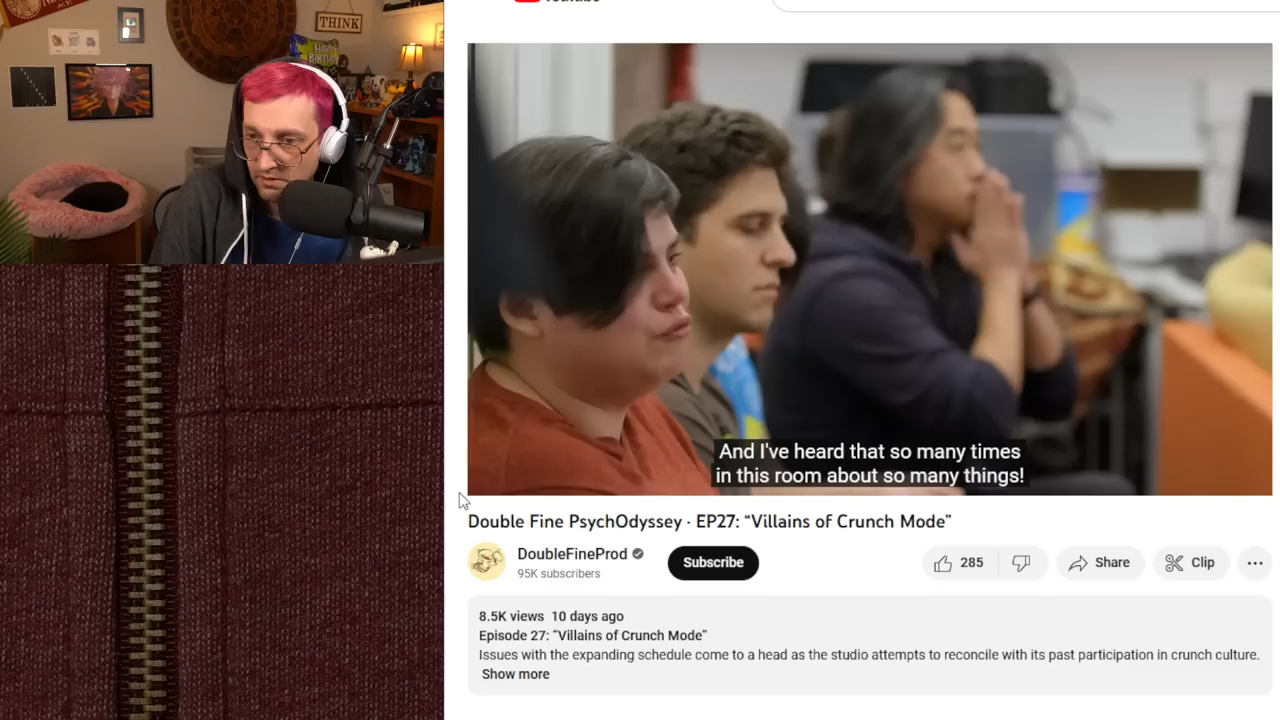 THINK
YouTube
And I've heard that so many times
in this room about so many things!
Double Fine PsychOdyssey · EP27: “Villains of Crunch Mode”
DoubleFineProd
95K subscribers
Subscribe
285
Share
Clip
8.5K views 10 days ago
Episode 27: “Villains of Crunch Mode”
Issues with the expanding schedule come to a head as the studio attempts to reconcile with its past participation in crunch culture.
Show more